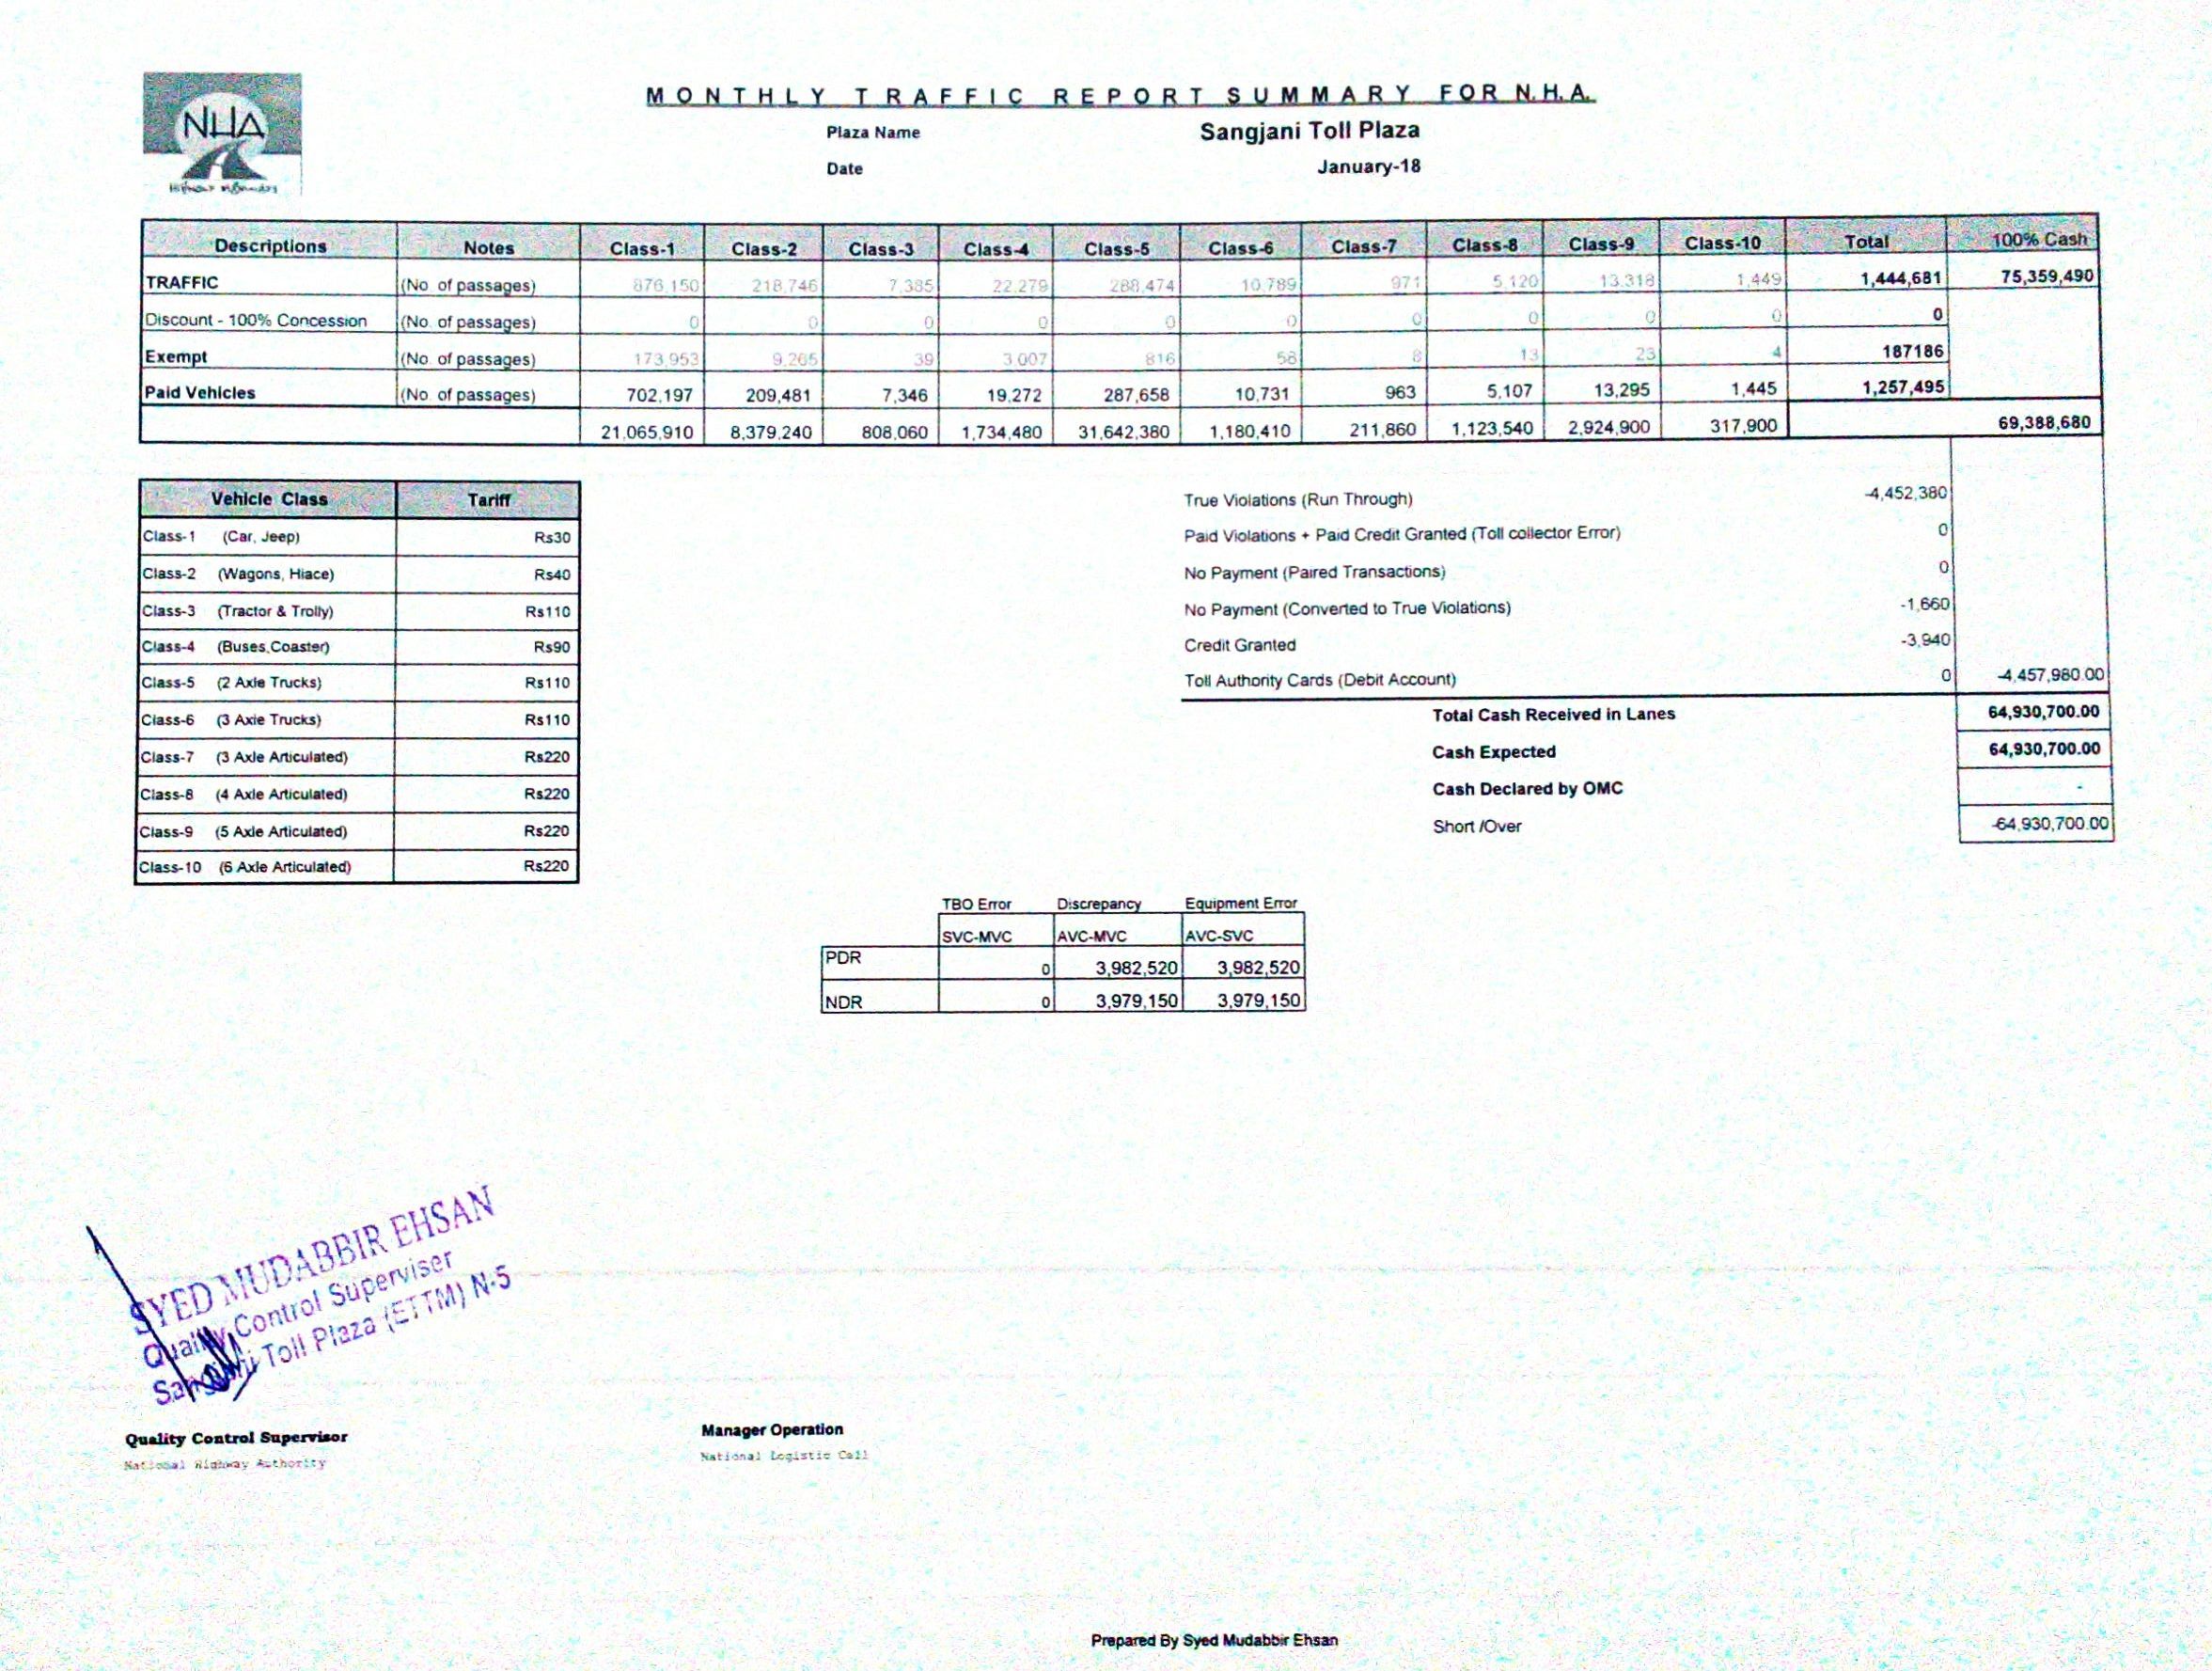 NHA
MONTHLY TRAFFIC REPORT SUMMARY FOR N.H.A.
Plaza Name Sangjani Toll Plaza
Date January-18
Descriptions Notes Class-1 Class-2 Class-3 Class-4 Class-5 Class-6 Class-7 Class-8 Class-9 Class-10 Total 100% Cash
TRAFFIC (No. of passages) 876,150 218,746 7,385 22,279 288,474 10,789 971 5,120 13,318 1,449 1,444,681 75,359,490
Discount - 100% Concession (No. of passages) 0 0 0 0 0 0 0 0 0 0 0
Exempt (No. of passages) 173,953 9,265 39 3,007 816 58 8 13 23 4 187186
Paid Vehicles (No. of passages) 702,197 209,481 7,346 19,272 287,658 10,731 963 5,107 13,295 1,445 1,257,495
21,065,910 8,379,240 808,060 1,734,480 31,642,380 1,180,410 211,860 1,123,540 2,924,900 317,900 69,388,680
Vehicle Class Tariff
Class-1 (Car, Jeep) Rs30
Class-2 (Wagons, Hiace) Rs40
Class-3 (Tractor & Trolly) Rs110
Class-4 (Buses,Coaster) Rs90
Class-5 (2 Axle Trucks) Rs110
Class-6 (3 Axle Trucks) Rs110
Class-7 (3 Axle Articulated) Rs220
Class-8 (4 Axle Articulated) Rs220
Class-9 (5 Axle Articulated) Rs220
Class-10 (6 Axle Articulated) Rs220
True Violations (Run Through) -4,452,380
Paid Violations + Paid Credit Granted (Toll collector Error) 0
No Payment (Paired Transactions) 0
No Payment (Converted to True Violations) -1,660
Credit Granted -3,940
Toll Authority Cards (Debit Account) 0 -4,457,980.00
Total Cash Received in Lanes 64,930,700.00
Cash Expected 64,930,700.00
Cash Declared by OMC -
Short /Over -64,930,700.00
TBO Error Discrepancy Equipment Error
SVC-MVC AVC-MVC AVC-SVC
PDR 0 3,982,520 3,982,520
NDR 0 3,979,150 3,979,150
SYED MUDABBIR EHSAN
Quality Control Superviser
Sangjani Toll Plaza (ETTM) N-5
Quality Control Supervisor
National Highway Authority
Manager Operation
National Logistic Cell
Prepared By Syed Mudabbir Ehsan